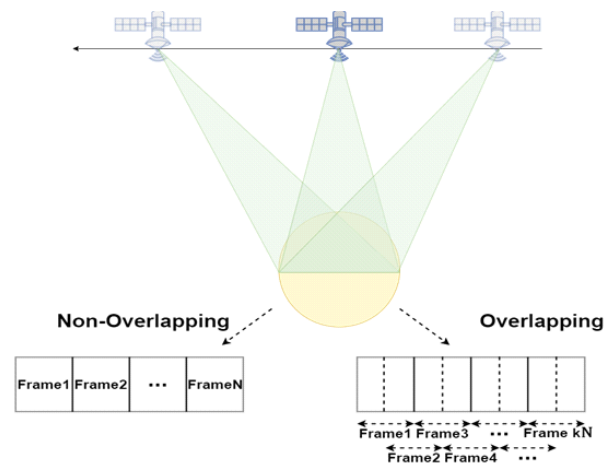 Non-Overlapping
Overlapping
Frame1 Frame2 ... FrameN
Frame1 Frame3 ... Frame kN
Frame2 Frame4 ...